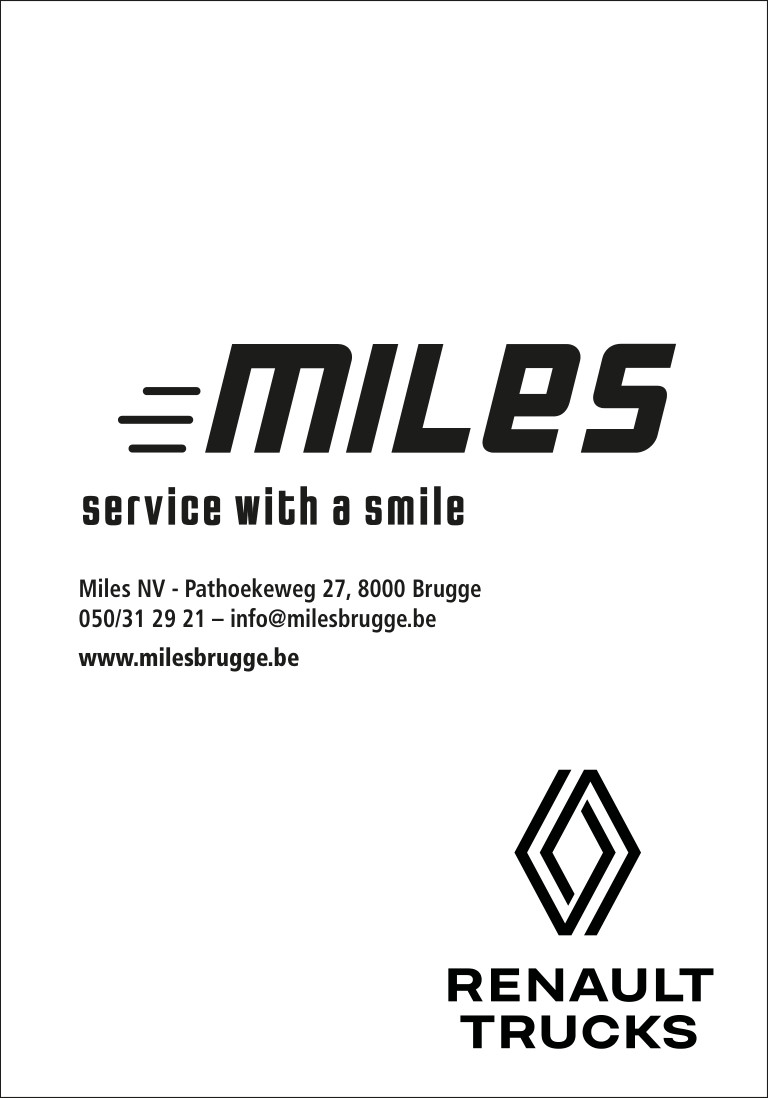 MILes
service with a smile
Miles NV - Pathoekeweg 27, 8000 Brugge
050/31 29 21 – info@milesbrugge.be
www.milesbrugge.be
RENAULT
TRUCKS